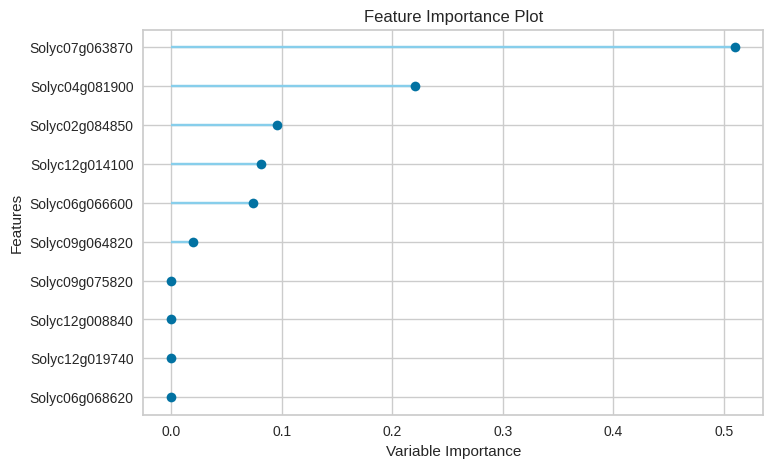 Feature Importance Plot
Features
Solyc07g063870
Solyc04g081900
Solyc02g084850
Solyc12g014100
Solyc06g066600
Solyc09g064820
Solyc09g075820
Solyc12g008840
Solyc12g019740
Solyc06g068620
0.0 0.1 0.2 0.3 0.4 0.5
Variable Importance